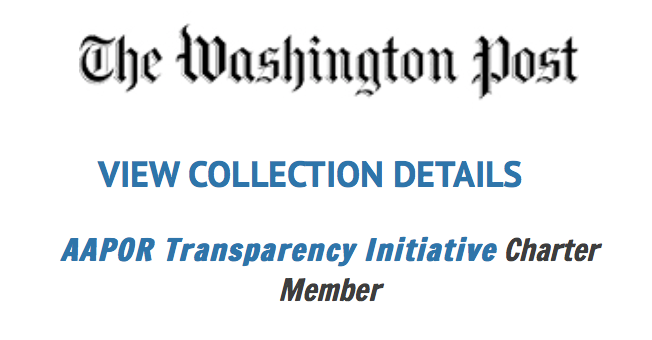 The Washington Post
VIEW COLLECTION DETAILS
AAPOR Transparency Initiative Charter
Member